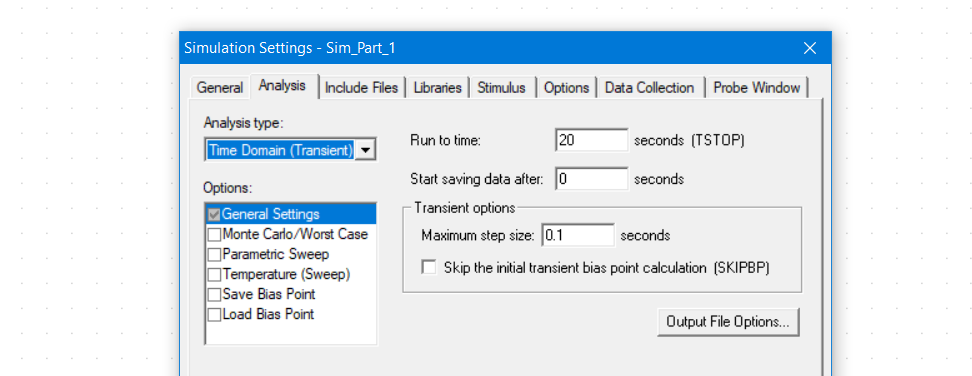 Simulation Settings - Sim_Part_1
General Analysis Include Files Libraries Stimulus Options Data Collection Probe Window
Analysis type:
Time Domain (Transient)
Options:
General Settings
Monte Carlo/Worst Case
Parametric Sweep
Temperature (Sweep)
Save Bias Point
Load Bias Point
Run to time: 20 seconds (TSTOP)
Start saving data after: 0 seconds
Transient options
Maximum step size: 0.1 seconds
Skip the initial transient bias point calculation (SKIPBP)
Output File Options...